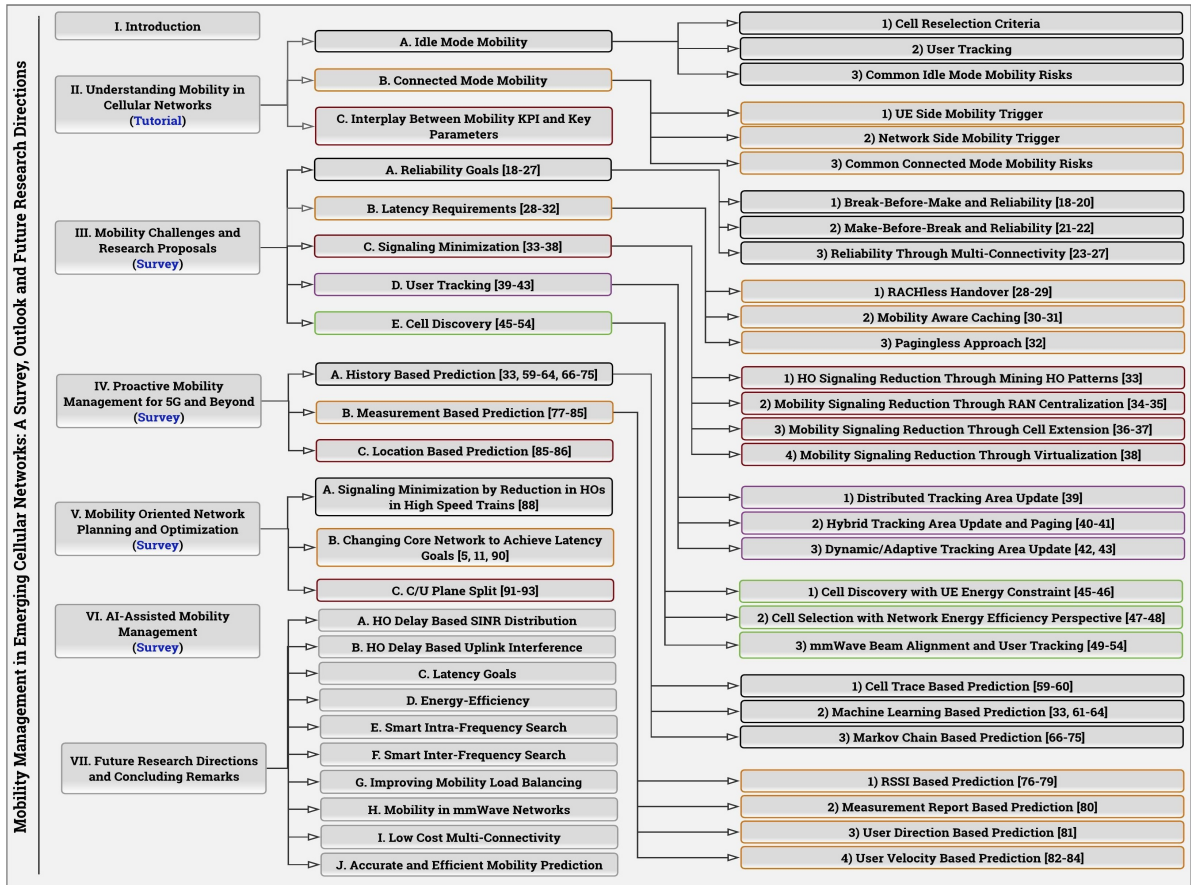 Mobility Management in Emerging Cellular Networks: A Survey, Outlook and Future Research Directions
I. Introduction
II. Understanding Mobility in
Cellular Networks
(Tutorial)
A. Idle Mode Mobility
1) Cell Reselection Criteria
2) User Tracking
3) Common Idle Mode Mobility Risks
B. Connected Mode Mobility
1) UE Side Mobility Trigger
2) Network Side Mobility Trigger
3) Common Connected Mode Mobility Risks
C. Interplay Between Mobility KPI and Key
Parameters
III. Mobility Challenges and
Research Proposals
(Survey)
A. Reliability Goals [18-27]
1) Break-Before-Make and Reliability [18-20]
2) Make-Before-Break and Reliability [21-22]
3) Reliability Through Multi-Connectivity [23-27]
B. Latency Requirements [28-32]
1) RACHless Handover [28-29]
2) Mobility Aware Caching [30-31]
3) Pagingless Approach [32]
C. Signaling Minimization [33-38]
1) HO Signaling Reduction Through Mining HO Patterns [33]
2) Mobility Signaling Reduction Through RAN Centralization [34-35]
3) Mobility Signaling Reduction Through Cell Extension [36-37]
4) Mobility Signaling Reduction Through Virtualization [38]
D. User Tracking [39-43]
1) Distributed Tracking Area Update [39]
2) Hybrid Tracking Area Update and Paging [40-41]
3) Dynamic/Adaptive Tracking Area Update [42, 43]
E. Cell Discovery [45-54]
1) Cell Discovery with UE Energy Constraint [45-46]
2) Cell Selection with Network Energy Efficiency Perspective [47-48]
3) mmWave Beam Alignment and User Tracking [49-54]
IV. Proactive Mobility
Management for 5G and Beyond
(Survey)
A. History Based Prediction [33, 59-64, 66-75]
1) Cell Trace Based Prediction [59-60]
2) Machine Learning Based Prediction [33, 61-64]
3) Markov Chain Based Prediction [66-75]
B. Measurement Based Prediction [77-85]
1) RSSI Based Prediction [76-79]
2) Measurement Report Based Prediction [80]
3) User Direction Based Prediction [81]
4) User Velocity Based Prediction [82-84]
C. Location Based Prediction [85-86]
V. Mobility Oriented Network
Planning and Optimization
(Survey)
A. Signaling Minimization by Reduction in HOs
in High Speed Trains [88]
B. Changing Core Network to Achieve Latency
Goals [5, 11, 90]
C. C/U Plane Split [91-93]
VI. AI-Assisted Mobility
Management
(Survey)
VII. Future Research Directions
and Concluding Remarks
A. HO Delay Based SINR Distribution
B. HO Delay Based Uplink Interference
C. Latency Goals
D. Energy-Efficiency
E. Smart Intra-Frequency Search
F. Smart Inter-Frequency Search
G. Improving Mobility Load Balancing
H. Mobility in mmWave Networks
I. Low Cost Multi-Connectivity
J. Accurate and Efficient Mobility Prediction